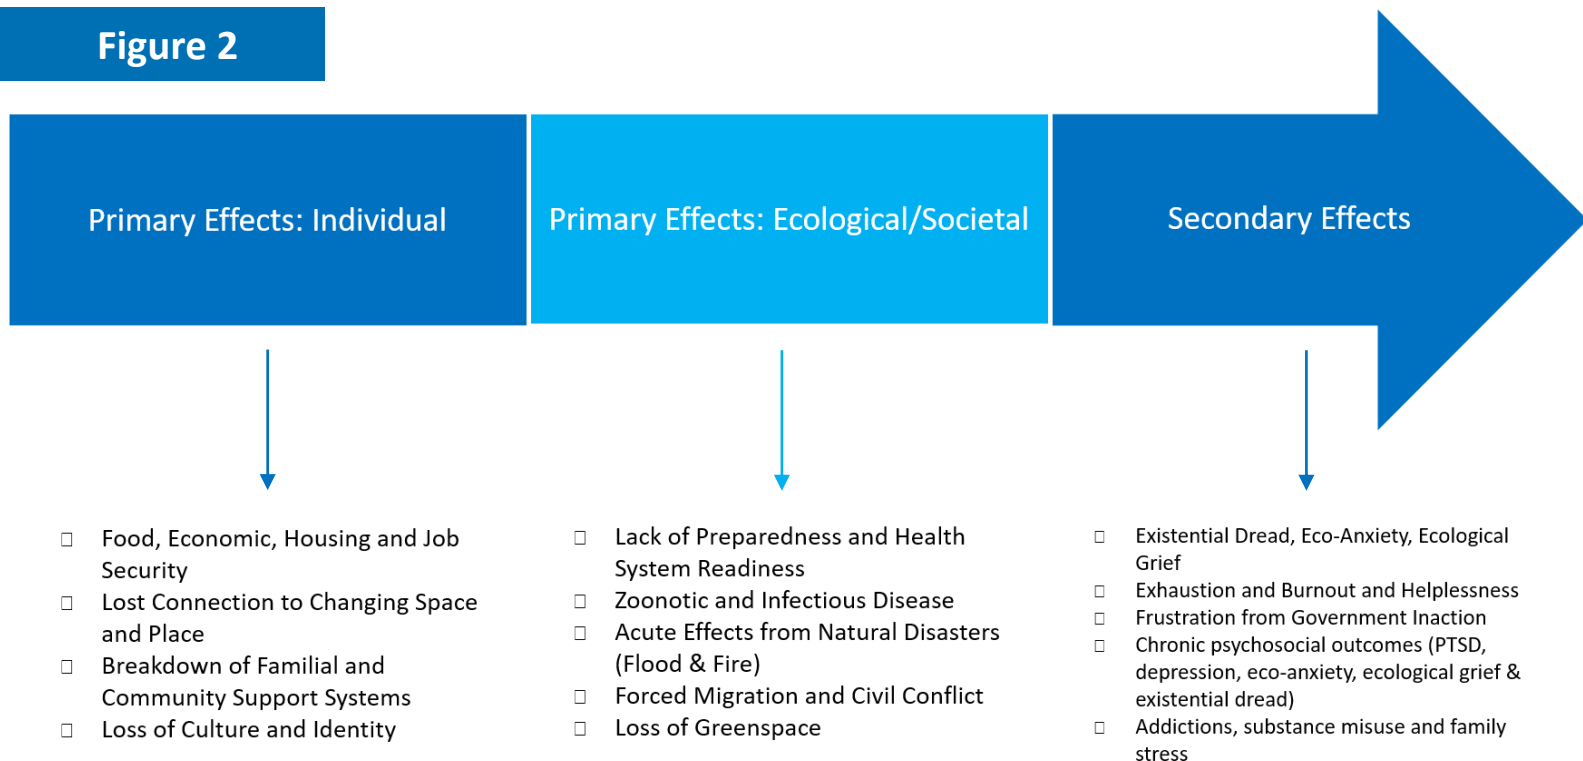 Figure 2
Primary Effects: Individual
Primary Effects: Ecological/Societal
Secondary Effects
Food, Economic, Housing and Job
Security
Lost Connection to Changing Space
and Place
Breakdown of Familial and
Community Support Systems
Loss of Culture and Identity
Lack of Preparedness and Health
System Readiness
Zoonotic and Infectious Disease
Acute Effects from Natural Disasters
(Flood & Fire)
Forced Migration and Civil Conflict
Loss of Greenspace
Existential Dread, Eco-Anxiety, Ecological
Grief
Exhaustion and Burnout and Helplessness
Frustration from Government Inaction
Chronic psychosocial outcomes (PTSD,
depression, eco-anxiety, ecological grief &
existential dread)
Addictions, substance misuse and family
stress